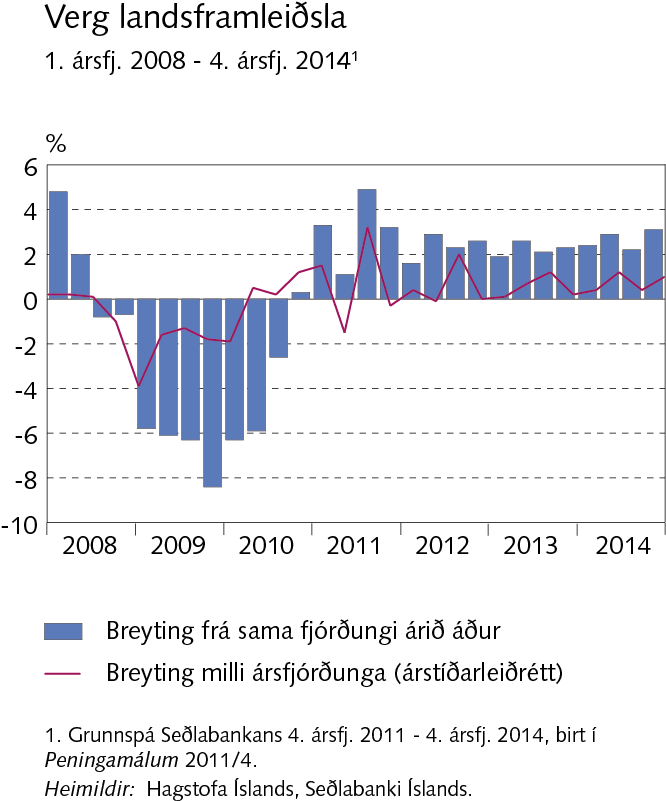 Verg landsframleiðsla
1. ársfj. 2008 - 4. ársfj. 2014¹
%
6
4
2
0
-2
-4
-6
-8
-10
2008 2009 2010 2011 2012 2013 2014
Breyting frá sama fjórðungi árið áður
Breyting milli ársfjórðunga (árstíðarleiðrétt)
1. Grunnspá Seðlabankans 4. ársfj. 2011 - 4. ársfj. 2014, birt í
Peningamálum 2011/4.
Heimildir: Hagstofa Íslands, Seðlabanki Íslands.